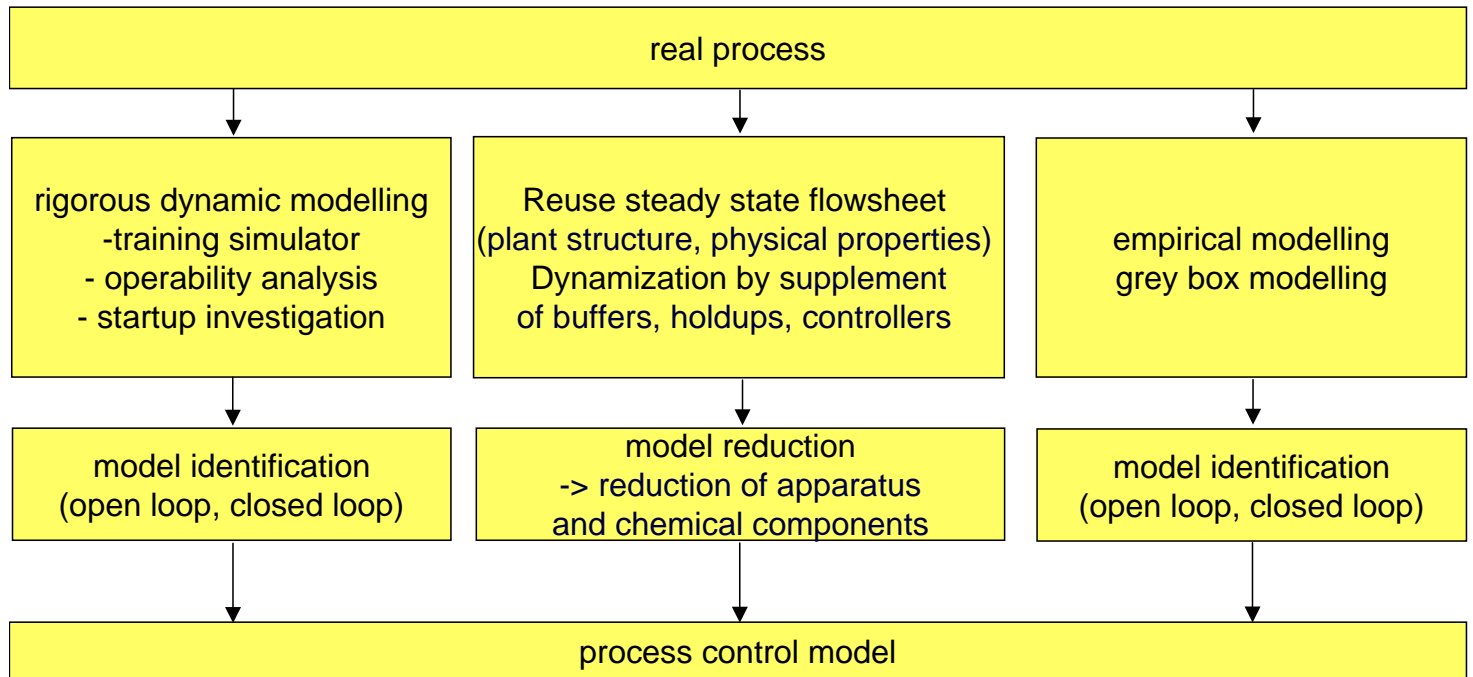 real process
rigorous dynamic modelling
-training simulator
- operability analysis
- startup investigation
Reuse steady state flowsheet
(plant structure, physical properties)
Dynamization by supplement
of buffers, holdups, controllers
empirical modelling
grey box modelling
model identification
(open loop, closed loop)
model reduction
-> reduction of apparatus
and chemical components
model identification
(open loop, closed loop)
process control model